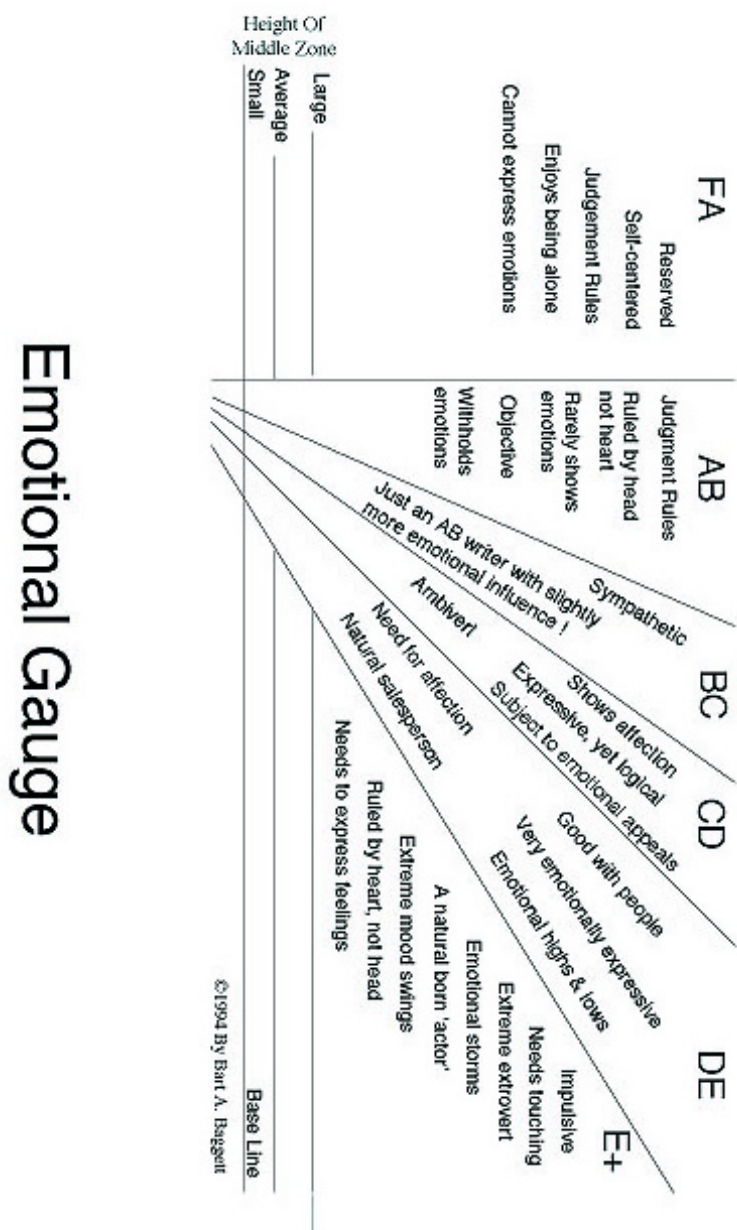 Height Of
Middle Zone
Large
Average
Small
FA
Reserved
Self-centered
Judgement Rules
Enjoys being alone
Cannot express emotions
AB
Judgment Rules
Ruled by head
not heart
Rarely shows
emotions
Objective
Withholds
emotions
BC
Sympathetic
Just an AB writer with slightly
more emotional influence !
CD
Shows affection
Expressive, yet logical
Subject to emotional appeals
Ambivert
DE
Good with people
Very emotionally expressive
Emotional highs & lows
Need for affection
Natural salesperson
E+
Impulsive
Needs touching
Extreme extrovert
Emotional storms
A natural born 'actor'
Extreme mood swings
Ruled by heart, not head
Needs to express feelings
Base Line
©1994 By Bart A. Baggett
Emotional Gauge